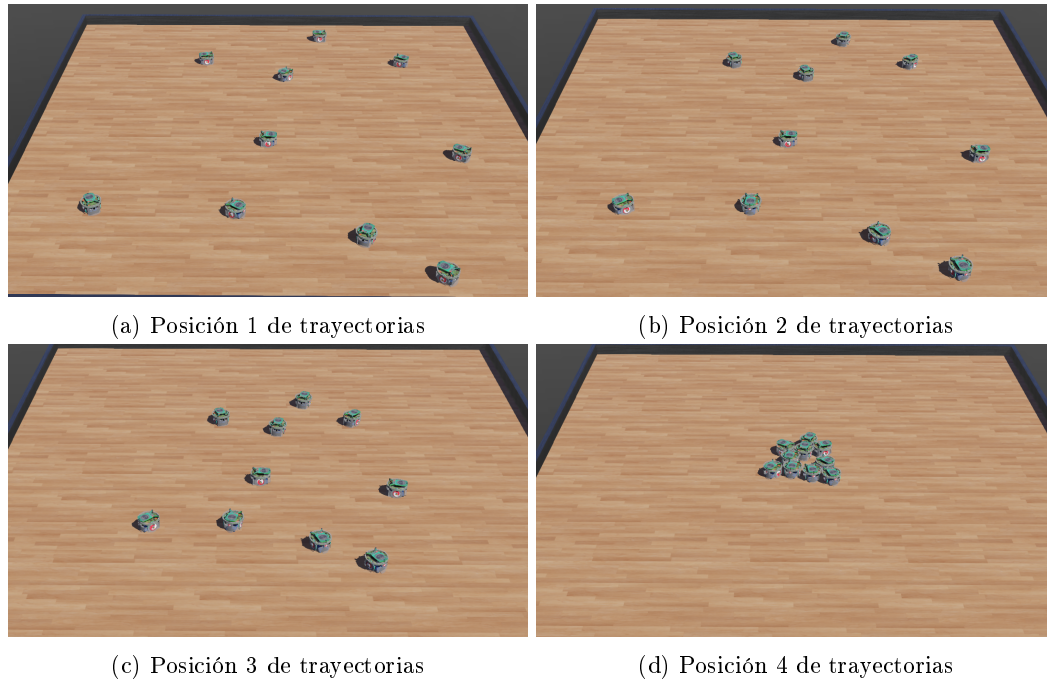 (a) Posición 1 de trayectorias
(b) Posición 2 de trayectorias
(c) Posición 3 de trayectorias
(d) Posición 4 de trayectorias